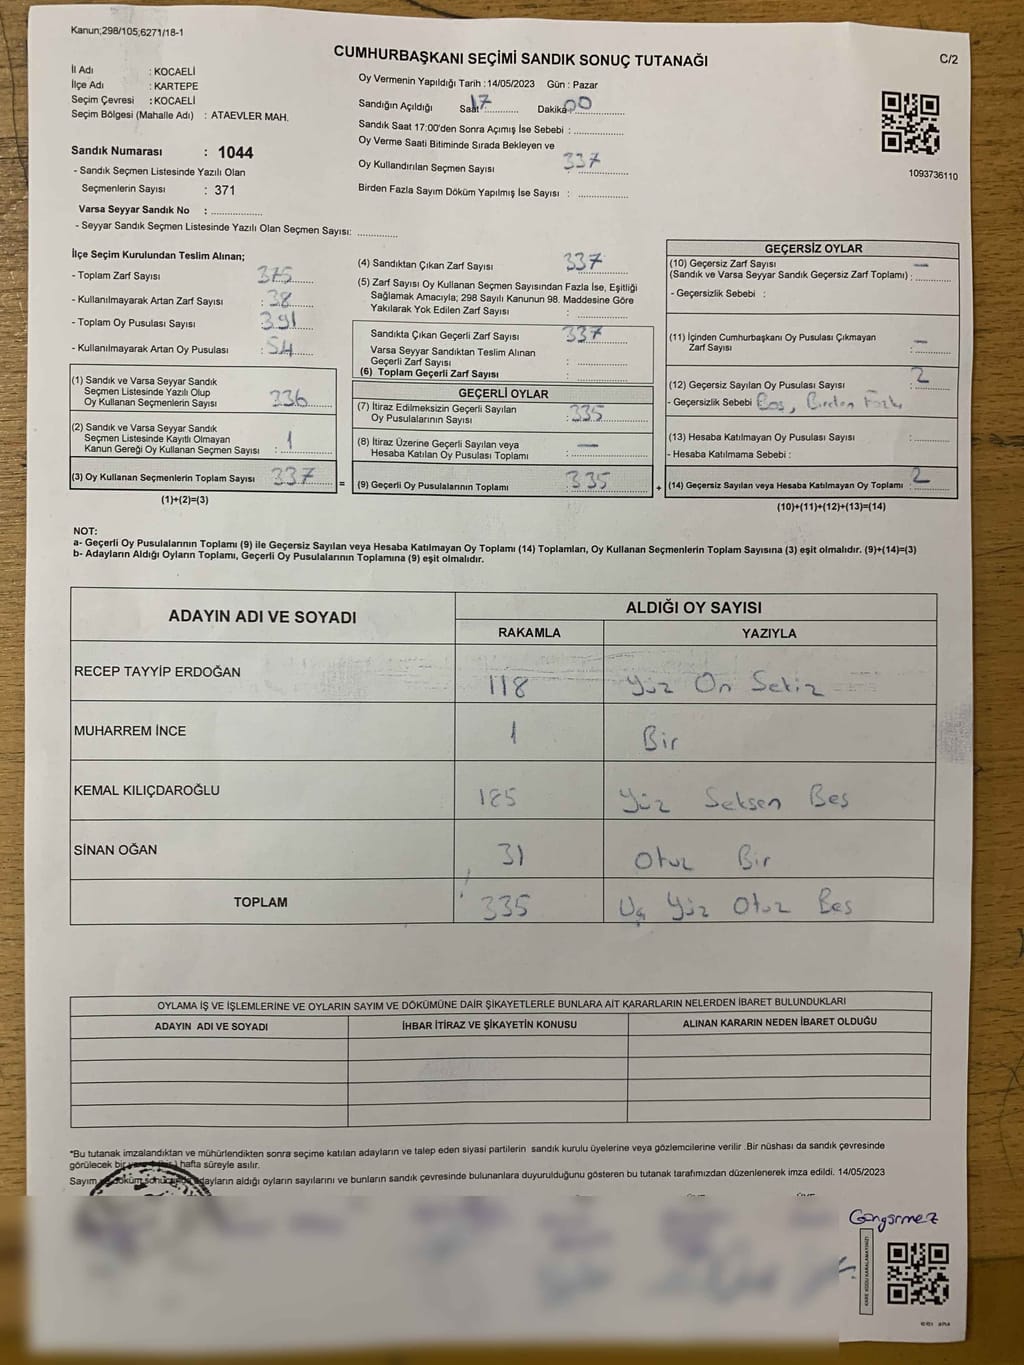 Kanun;298/105,6271/18-1
CUMHURBAŞKANI SEÇİMİ SANDIK SONUÇ TUTANAĞI
C/2
İl Adı : KOCAELİ
İlçe Adı : KARTEPE
Seçim Çevresi : KOCAELİ
Seçim Bölgesi (Mahalle Adı) : ATAEVLER MAH.
Sandık Numarası : 1044
- Sandık Seçmen Listesinde Yazılı Olan
Seçmenlerin Sayısı : 371
Varsa Seyyar Sandık No : ................
- Seyyar Sandık Seçmen Listesinde Yazılı Olan Seçmen Sayısı: ............
Oy Vermenin Yapıldığı Tarih : 14/05/2023 Gün : Pazar
Sandığın Açıldığı Saat 17 Dakika 00
Sandık Saat 17:00'den Sonra Açımış İse Sebebi : ................
Oy Verme Saati Bitiminde Sırada Bekleyen ve
Oy Kullandırılan Seçmen Sayısı 337
Birden Fazla Sayım Döküm Yapılmış İse Sayısı : ................
1093736110
İlçe Seçim Kurulundan Teslim Alınan;
- Toplam Zarf Sayısı 375
- Kullanılmayarak Artan Zarf Sayısı : 38
- Toplam Oy Pusulası Sayısı 391
- Kullanılmayarak Artan Oy Pusulası : 54
(1) Sandık ve Varsa Seyyar Sandık
Seçmen Listesinde Yazılı Olup
Oy Kullanan Seçmenlerin Sayısı 336
(2) Sandık ve Varsa Seyyar Sandık
Seçmen Listesinde Kayıtlı Olmayan
Kanun Gereği Oy Kullanan Seçmen Sayısı : 1
(3) Oy Kullanan Seçmenlerin Toplam Sayısı 337
(1)+(2)=(3)
=
(4) Sandıktan Çıkan Zarf Sayısı 337
(5) Zarf Sayısı Oy Kullanan Seçmen Sayısından Fazla İse, Eşitliği
Sağlamak Amacıyla; 298 Sayılı Kanunun 98. Maddesine Göre
Yakılarak Yok Edilen Zarf Sayısı : ................
Sandıkta Çıkan Geçerli Zarf Sayısı 337
Varsa Seyyar Sandıktan Teslim Alınan
Geçerli Zarf Sayısı : ................
(6) Toplam Geçerli Zarf Sayısı : ................
GEÇERLİ OYLAR
(7) İtiraz Edilmeksizin Geçerli Sayılan
Oy Pusulalarının Sayısı : 335
(8) İtiraz Üzerine Geçerli Sayılan veya
Hesaba Katılan Oy Pusulası Toplamı : —
(9) Geçerli Oy Pusulalarının Toplamı 335
+
GEÇERSİZ OYLAR
(10) Geçersiz Zarf Sayısı —
(Sandık ve Varsa Seyyar Sandık Geçersiz Zarf Toplamı) : ............
- Geçersizlik Sebebi :
(11) İçinden Cumhurbaşkanı Oy Pusulası Çıkmayan —
Zarf Sayısı : ............
(12) Geçersiz Sayılan Oy Pusulası Sayısı : 2
- Geçersizlik Sebebi Boş, Birden Fazla
(13) Hesaba Katılmayan Oy Pusulası Sayısı : ............
- Hesaba Katılmama Sebebi :
(14) Geçersiz Sayılan veya Hesaba Katılmayan Oy Toplamı : 2
(10)+(11)+(12)+(13)=(14)
NOT:
a- Geçerli Oy Pusulalarının Toplamı (9) ile Geçersiz Sayılan veya Hesaba Katılmayan Oy Toplamı (14) Toplamları, Oy Kullanan Seçmenlerin Toplam Sayısına (3) eşit olmalıdır. (9)+(14)=(3)
b- Adayların Aldığı Oyların Toplamı, Geçerli Oy Pusulalarının Toplamına (9) eşit olmalıdır.
ADAYIN ADI VE SOYADI
ALDIĞI OY SAYISI
RAKAMLA YAZIYLA
RECEP TAYYİP ERDOĞAN 118 Yüz On Sekiz
MUHARREM İNCE 1 Bir
KEMAL KILIÇDAROĞLU 185 Yüz Seksen Beş
SİNAN OĞAN 31 Otuz Bir
TOPLAM 335 Üç Yüz Otuz Beş
OYLAMA İŞ VE İŞLEMLERİNE VE OYLARIN SAYIM VE DÖKÜMÜNE DAİR ŞİKAYETLERLE BUNLARA AİT KARARLARIN NELERDEN İBARET BULUNDUKLARI
ADAYIN ADI VE SOYADI İHBAR İTİRAZ VE ŞİKAYETİN KONUSU ALINAN KARARIN NEDEN İBARET OLDUĞU
*Bu tutanak imzalandıktan ve mühürlendikten sonra seçime katılan adayların ve talep eden siyasi partilerin sandık kurulu üyelerine veya gözlemcilerine verilir .Bir nüshası da sandık çevresinde
görülecek bir hafta süreyle asılır.
Sayım döküm adayların aldığı oyların sayılarını ve bunların sandık çevresinde bulunanlara duyurulduğunu gösteren bu tutanak tarafımızdan düzenlenerek imza edildi. 14/05/2023
Görgörmez
KARE KODU KARALAMAYINIZ!